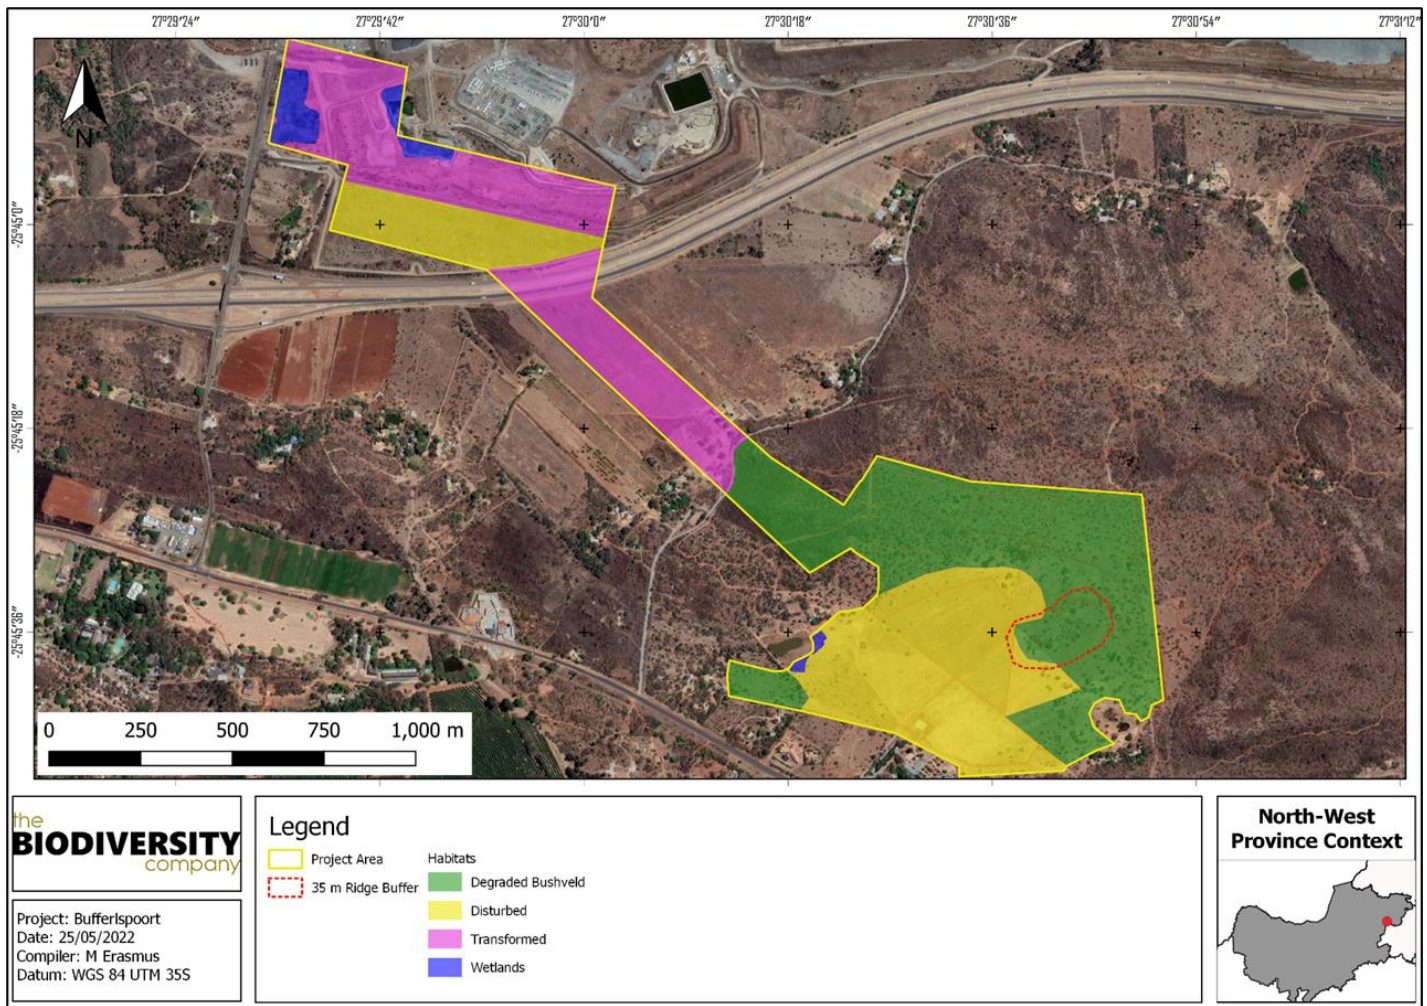 27°29'24" 27°29'42" 27°30'0" 27°30'18" 27°30'36" 27°30'54" 27°31'12"
-25°45'0"
-25°45'18"
-25°45'36"
N
0 250 500 750 1,000 m
the
BIODIVERSITY
company
Project: Bufferlspoort
Date: 25/05/2022
Compiler: M Erasmus
Datum: WGS 84 UTM 35S
Legend
Project Area
35 m Ridge Buffer
Habitats
Degraded Bushveld
Disturbed
Transformed
Wetlands
North-West
Province Context